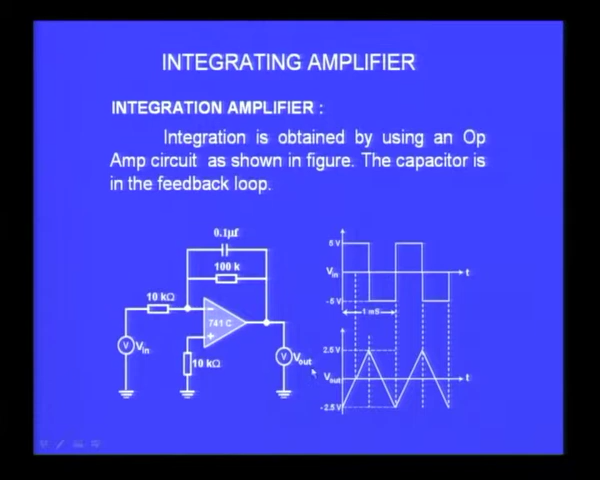 INTEGRATING AMPLIFIER
INTEGRATION AMPLIFIER :
Integration is obtained by using an Op
Amp circuit as shown in figure. The capacitor is
in the feedback loop.
0.1μf
100 k
10 kΩ
741 C
10 kΩ
V
Vin
V
Vout
5 V
Vin
t
-5 V
1 mS
2.5 V
Vout
t
-2.5 V